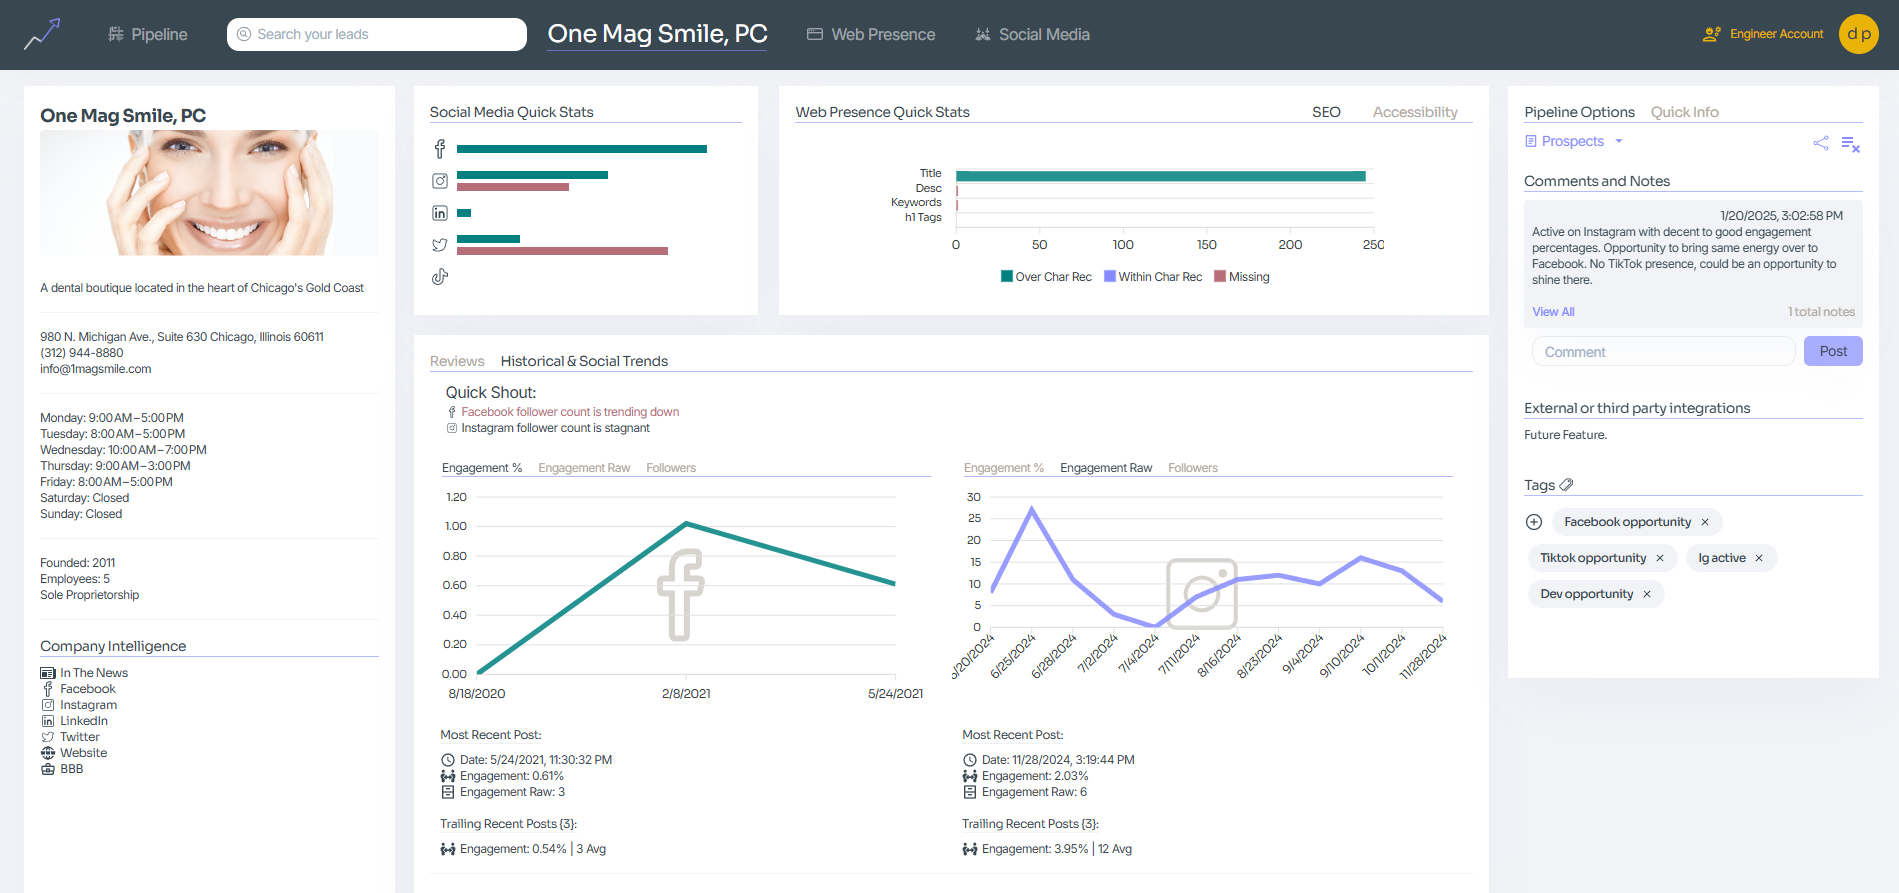 Pipeline
Search your leads
One Mag Smile, PC
Web Presence
Social Media
Engineer Account
d p
One Mag Smile, PC
A dental boutique located in the heart of Chicago's Gold Coast
980 N. Michigan Ave., Suite 630 Chicago, Illinois 60611
(312) 944-8880
info@1magsmile.com
Monday: 9:00 AM – 5:00 PM
Tuesday: 8:00 AM – 5:00 PM
Wednesday: 10:00 AM – 7:00 PM
Thursday: 9:00 AM – 3:00 PM
Friday: 8:00 AM – 5:00 PM
Saturday: Closed
Sunday: Closed
Founded: 2011
Employees: 5
Sole Proprietorship
Company Intelligence
In The News
Facebook
Instagram
LinkedIn
Twitter
Website
BBB
Social Media Quick Stats
Web Presence Quick Stats
SEO
Accessibility
Title
Desc
Keywords
h1 Tags
0 50 100 150 200 250
Over Char Rec Within Char Rec Missing
Reviews Historical & Social Trends
Quick Shout:
Facebook follower count is trending down
Instagram follower count is stagnant
Engagement % Engagement Raw Followers
1.20
1.00
0.80
0.60
0.40
0.20
0.00
8/18/2020 2/8/2021 5/24/2021
Most Recent Post:
Date: 5/24/2021, 11:30:32 PM
Engagement: 0.61%
Engagement Raw: 3
Trailing Recent Posts {3}:
Engagement: 0.54% | 3 Avg
Engagement % Engagement Raw Followers
30
25
20
15
10
5
0
/20/2024 6/25/2024 6/28/2024 7/2/2024 7/4/2024 7/11/2024 8/16/2024 8/23/2024 9/4/2024 9/10/2024 10/1/2024 11/28/2024
Most Recent Post:
Date: 11/28/2024, 3:19:44 PM
Engagement: 2.03%
Engagement Raw: 6
Trailing Recent Posts {3}:
Engagement: 3.95% | 12 Avg
Pipeline Options Quick Info
Prospects
Comments and Notes
1/20/2025, 3:02:58 PM
Active on Instagram with decent to good engagement
percentages. Opportunity to bring same energy over to
Facebook. No TikTok presence, could be an opportunity to
shine there.
View All
1 total notes
Comment
Post
External or third party integrations
Future Feature.
Tags
Facebook opportunity ×
Tiktok opportunity ×
Ig active ×
Dev opportunity ×